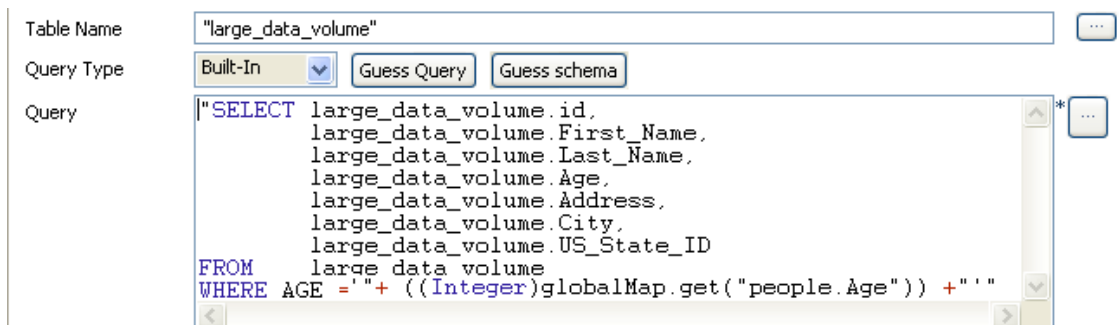 Table Name "large_data_volume" ...
Query Type Built-In Guess Query Guess schema
Query "SELECT large_data_volume.id, * ...
large_data_volume.First_Name,
large_data_volume.Last_Name,
large_data_volume.Age,
large_data_volume.Address,
large_data_volume.City,
large_data_volume.US_State_ID
FROM large_data_volume
WHERE AGE ='"+ ((Integer)globalMap.get("people.Age")) +"'"